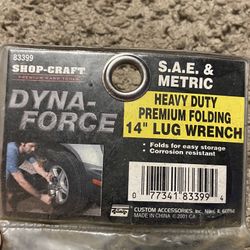 83399
SHOP-CRAFT
PREMIUM HAND TOOLS
DYNA-
FORCE
S.A.E. &
METRIC
HEAVY DUTY
PREMIUM FOLDING
14" LUG WRENCH
• Folds for easy storage
• Corrosion resistant
0 77341 83399 4
CUSTOM ACCESSORIES, Inc. Niles, IL 60714
MADE IN CHINA © 2001 CA